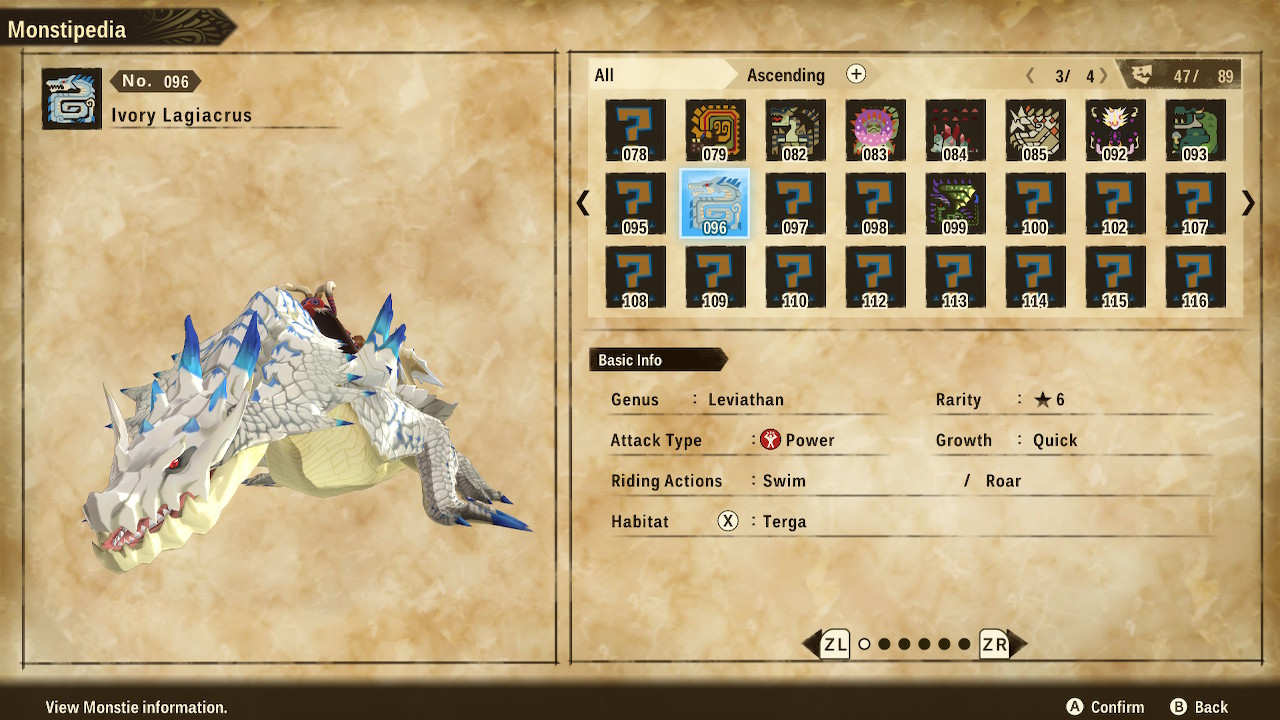 Monstipedia
No. 096
Ivory Lagiacrus
All Ascending + 3/ 4 47/ 89
? 078 079 082 083 084 085 092 093
? 095 096 ? 097 ? 098 099 ? 100 ? 102 ? 107
? 108 ? 109 ? 110 ? 112 ? 113 ? 114 ? 115 ? 116
Basic Info
Genus : Leviathan Rarity : ★ 6
Attack Type : Power Growth : Quick
Riding Actions : Swim / Roar
Habitat X : Terga
ZL ZR
View Monstie information. A Confirm B Back